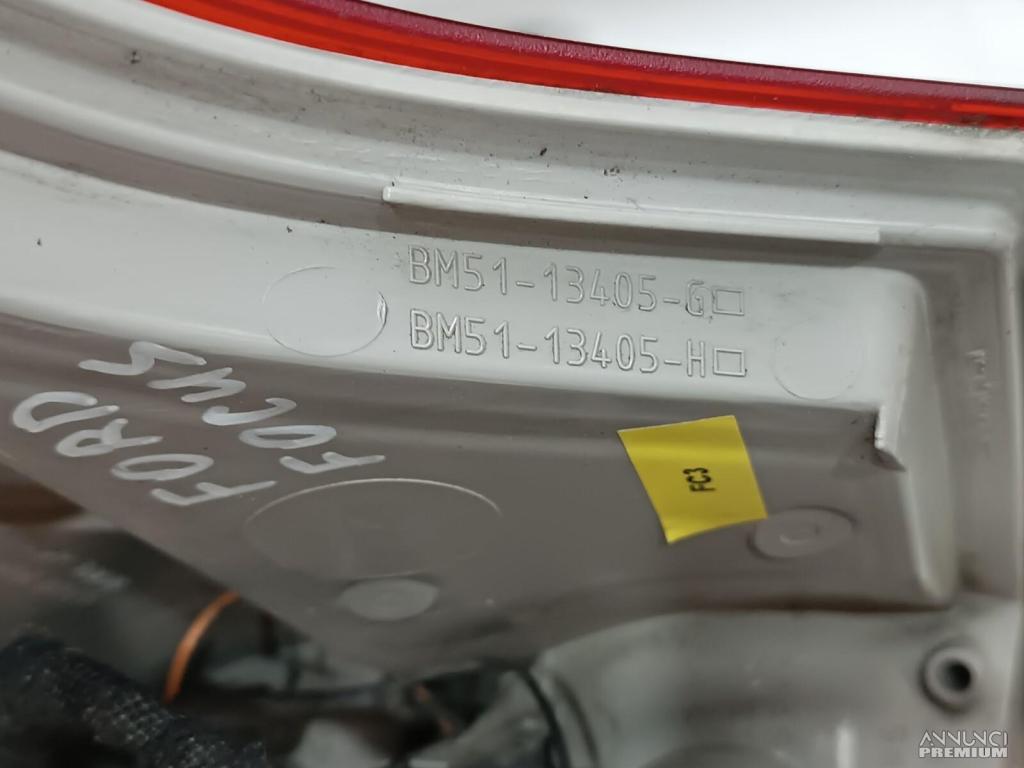 BM51-13405-G□
BM51-13405-H□
FORD
FOCUS
FC3
ANNUNCI
PREMIUM